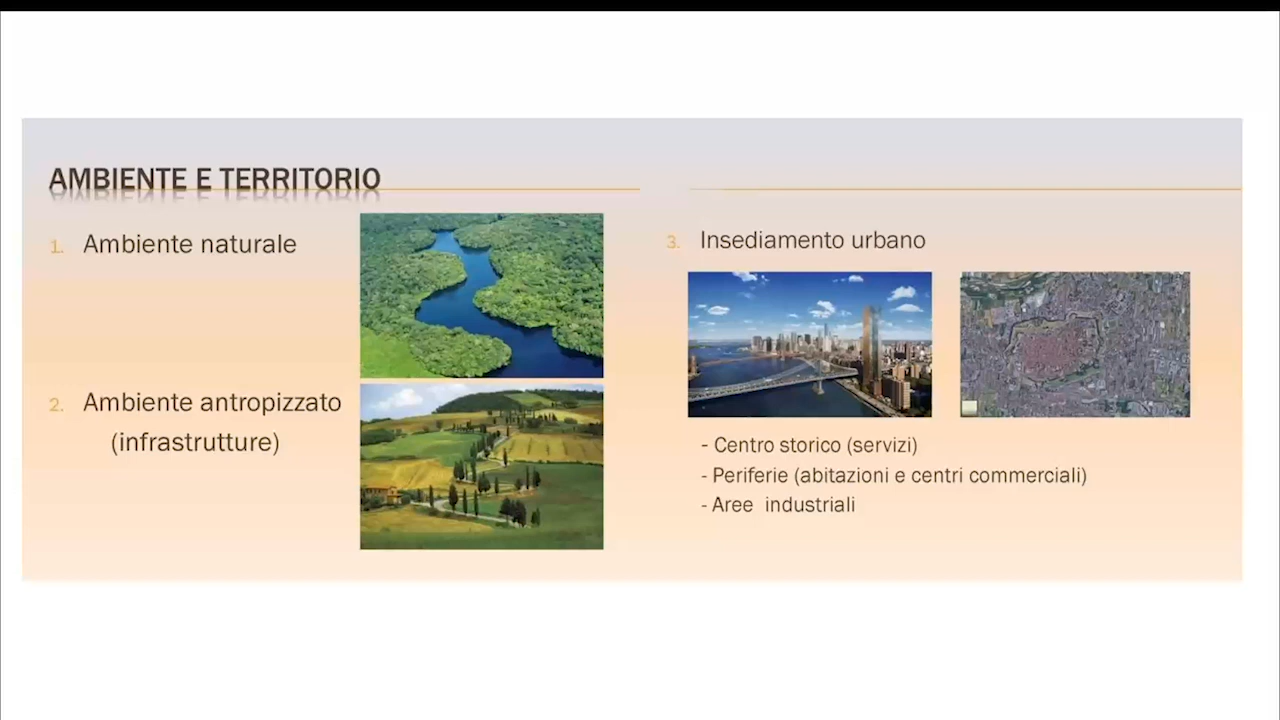 AMBIENTE E TERRITORIO
1. Ambiente naturale
2. Ambiente antropizzato
(infrastrutture)
3. Insediamento urbano
- Centro storico (servizi)
- Periferie (abitazioni e centri commerciali)
- Aree industriali